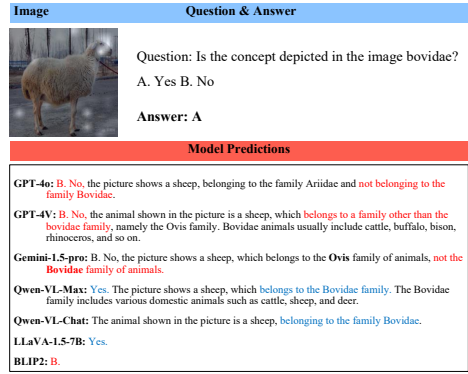 Image Question & Answer
Question: Is the concept depicted in the image bovidae?
A. Yes B. No
Answer: A
Model Predictions
GPT-4o: B. No, the picture shows a sheep, belonging to the family Ariidae and not belonging to the
family Bovidae.
GPT-4V: B. No, the animal shown in the picture is a sheep, which belongs to a family other than the
bovidae family, namely the Ovis family. Bovidae animals usually include cattle, buffalo, bison,
rhinoceros, and so on.
Gemini-1.5-pro: B. No, the picture shows a sheep, which belongs to the Ovis family of animals, not the
Bovidae family of animals.
Qwen-VL-Max: Yes. The picture shows a sheep, which belongs to the Bovidae family. The Bovidae
family includes various domestic animals such as cattle, sheep, and deer.
Qwen-VL-Chat: The animal shown in the picture is a sheep, belonging to the family Bovidae.
LLaVA-1.5-7B: Yes.
BLIP2: B.